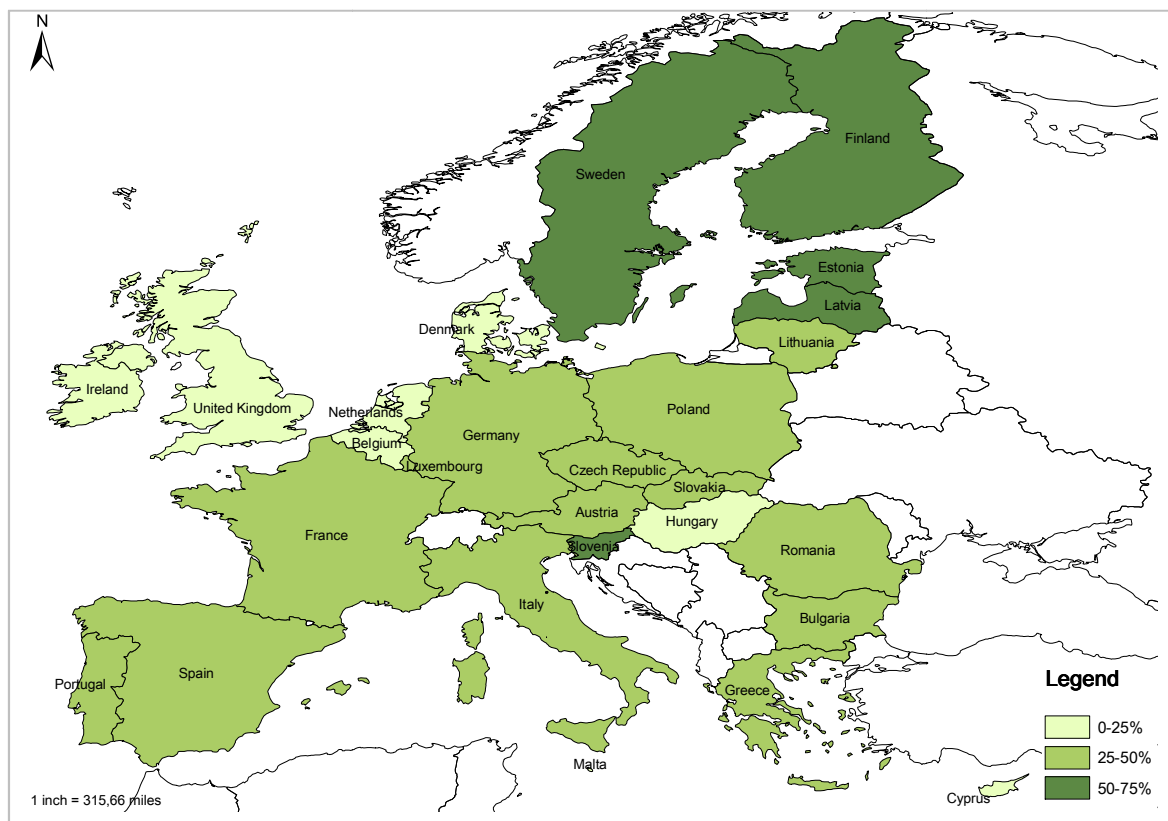 N
Finland
Sweden
Estonia
Latvia
Denmark
Lithuania
Ireland
United Kingdom
Netherlands
Poland
Belgium
Germany
Luxembourg
Czech Republic
Slovakia
Austria
Hungary
France
Slovenia
Romania
Italy
Bulgaria
Spain
Portugal
Greece
Malta
Cyprus
Legend
0-25%
25-50%
50-75%
1 inch = 315,66 miles